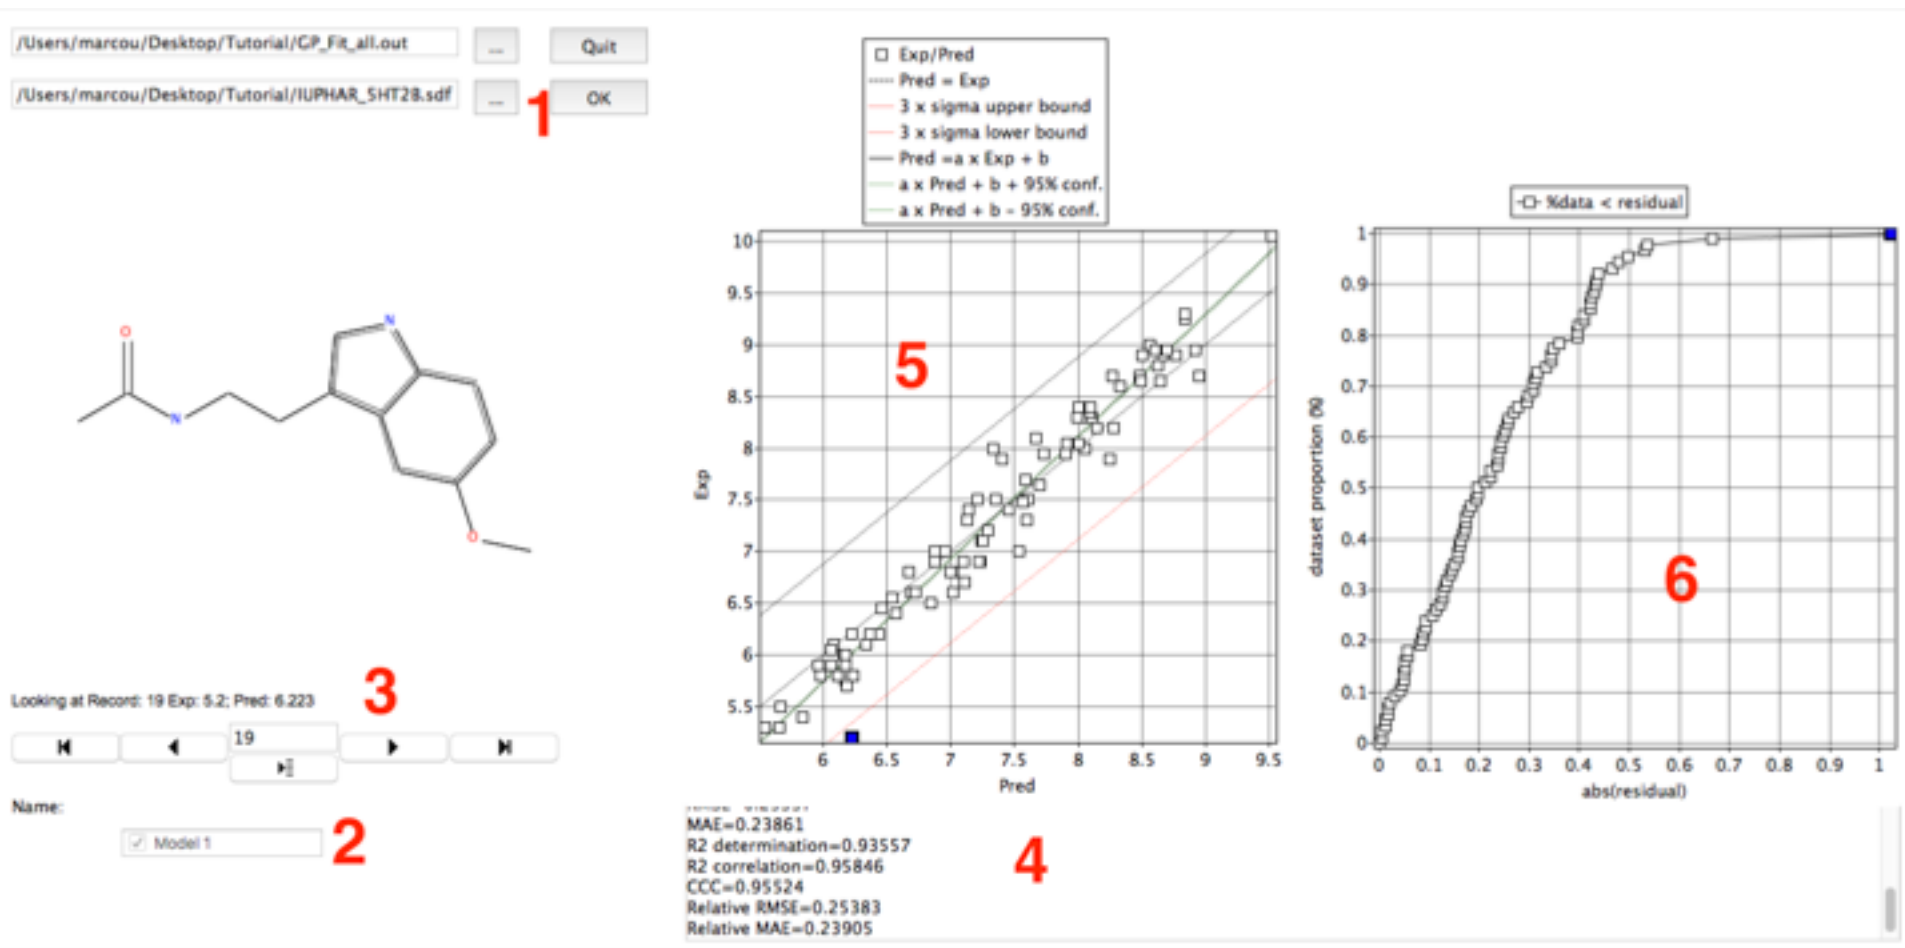 /Users/marcou/Desktop/Tutorial/GP_Fit_all.out
...
Quit
/Users/marcou/Desktop/Tutorial/IUPHAR_5HT2B.sdf
...
1
OK
O
N
N
O
3
Looking at Record: 19 Exp: 5.2; Pred: 6.223
19
Name:
Model 1
2
Exp/Pred
Pred = Exp
3 x sigma upper bound
3 x sigma lower bound
Pred =a x Exp + b
a x Pred + b + 95% conf.
a x Pred + b - 95% conf.
10
9.5
9
8.5
8
7.5
7
6.5
6
5.5
Exp
5
6 6.5 7 7.5 8 8.5 9 9.5
Pred
%data < residual
1
0.9
0.8
0.7
0.6
0.5
0.4
0.3
0.2
0.1
0
dataset proportion (%)
6
0 0.1 0.2 0.3 0.4 0.5 0.6 0.7 0.8 0.9 1
abs(residual)
MAE=0.23861
R2 determination=0.93557
R2 correlation=0.95846
CCC=0.95524
Relative RMSE=0.25383
Relative MAE=0.23905
4